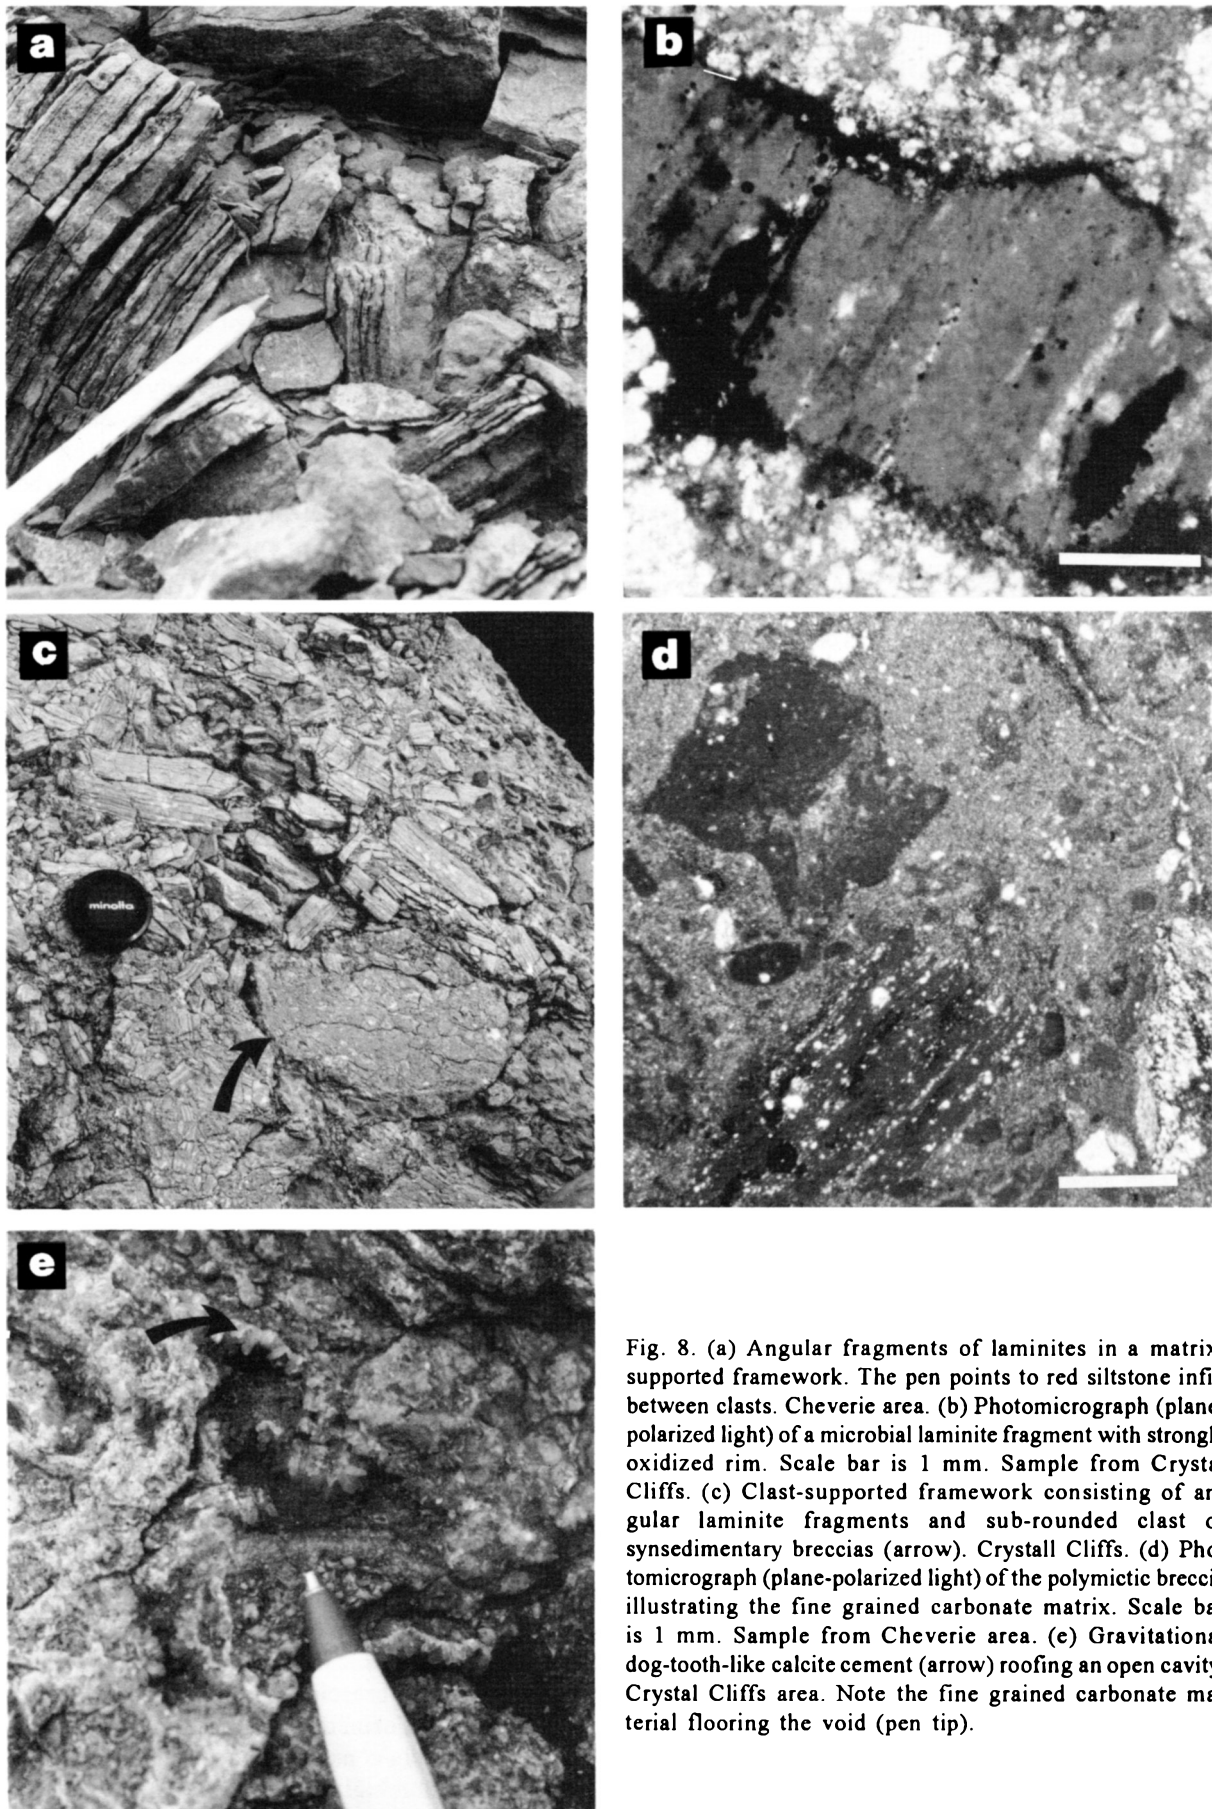 a
b
c
minolta
d
e
Fig. 8. (a) Angular fragments of laminites in a matrix
supported framework. The pen points to red siltstone infi
between clasts. Cheverie area. (b) Photomicrograph (plane
polarized light) of a microbial laminite fragment with strongl
oxidized rim. Scale bar is 1 mm. Sample from Crysta
Cliffs. (c) Clast-supported framework consisting of an
gular laminite fragments and sub-rounded clast o
synsedimentary breccias (arrow). Crystall Cliffs. (d) Pho
tomicrograph (plane-polarized light) of the polymictic brecci
illustrating the fine grained carbonate matrix. Scale ba
is 1 mm. Sample from Cheverie area. (e) Gravitationa
dog-tooth-like calcite cement (arrow) roofing an open cavity
Crystal Cliffs area. Note the fine grained carbonate ma
terial flooring the void (pen tip).